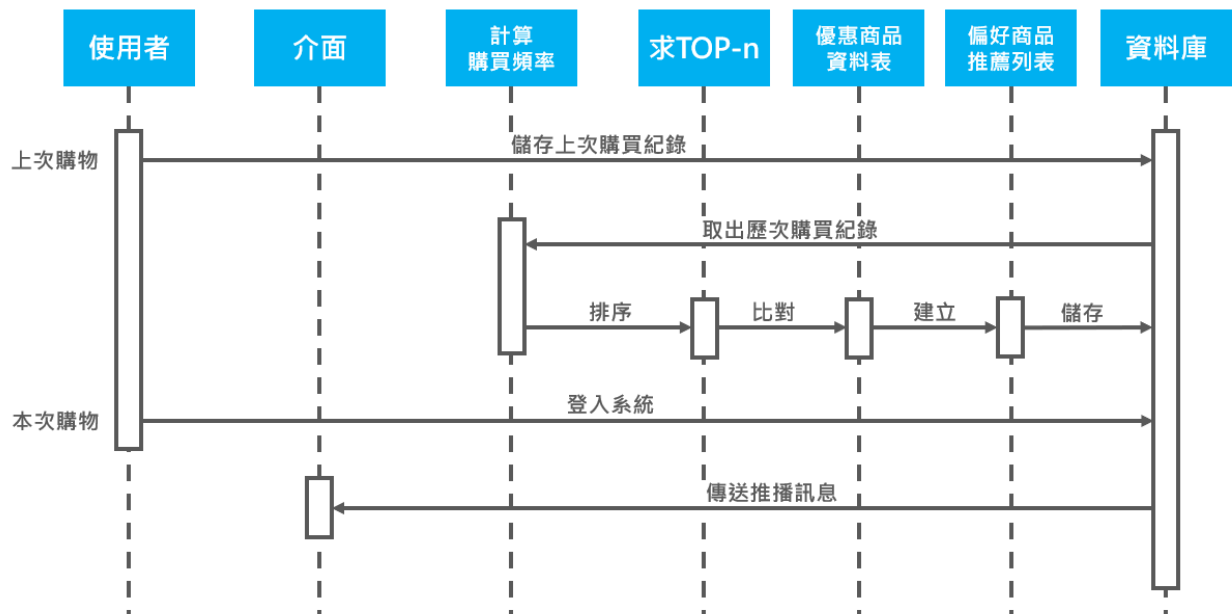 使用者
介面
計算
購買頻率
求TOP-n
優惠商品
資料表
偏好商品
推薦列表
資料庫
上次購物
儲存上次購買紀錄
取出歷次購買紀錄
排序
比對
建立
儲存
本次購物
登入系統
傳送推播訊息